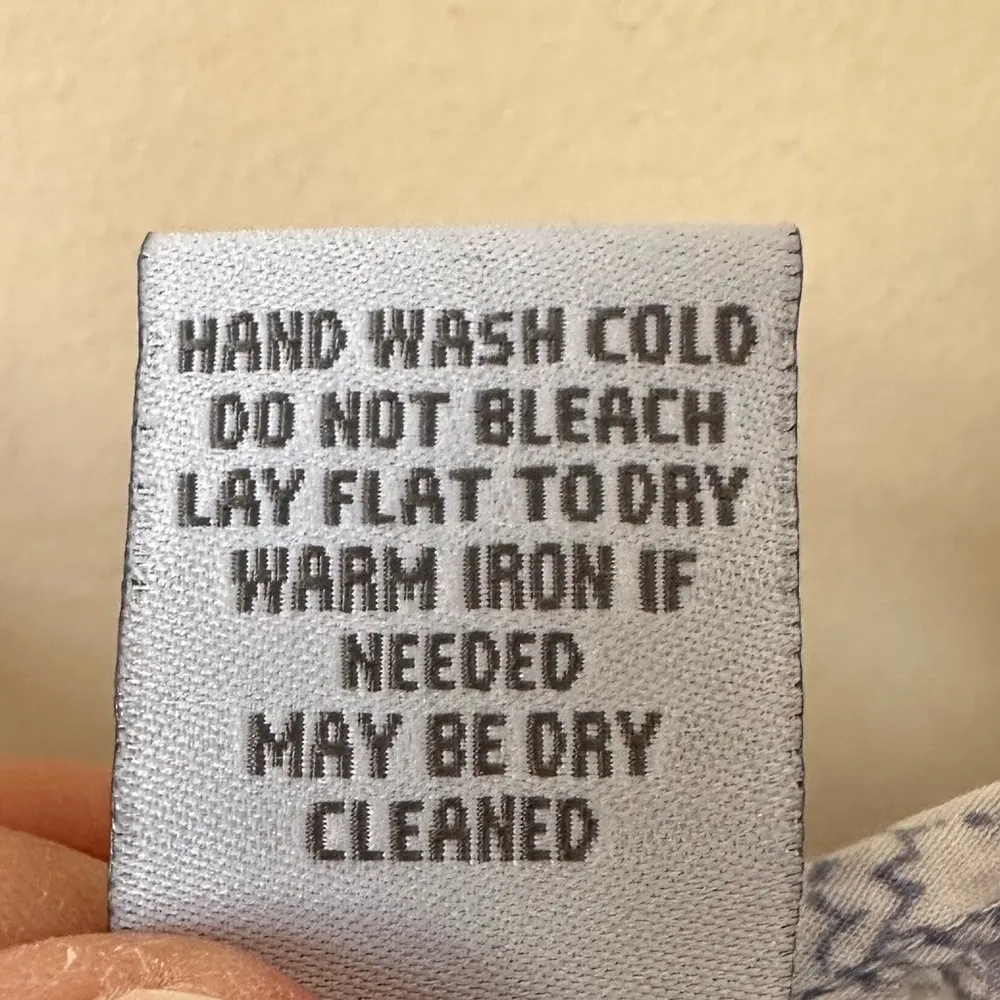 HAND WASH COLD
DO NOT BLEACH
LAY FLAT TO DRY
WARM IRON IF
NEEDED
MAY BE DRY
CLEANED